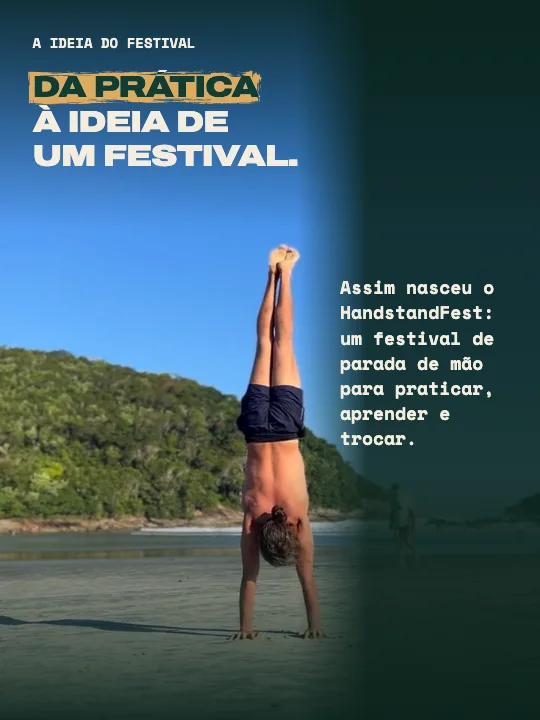 A IDEIA DO FESTIVAL
DA PRÁTICA
À IDEIA DE
UM FESTIVAL.
Assim nasceu o
HandstandFest:
um festival de
parada de mão
para praticar,
aprender e
trocar.